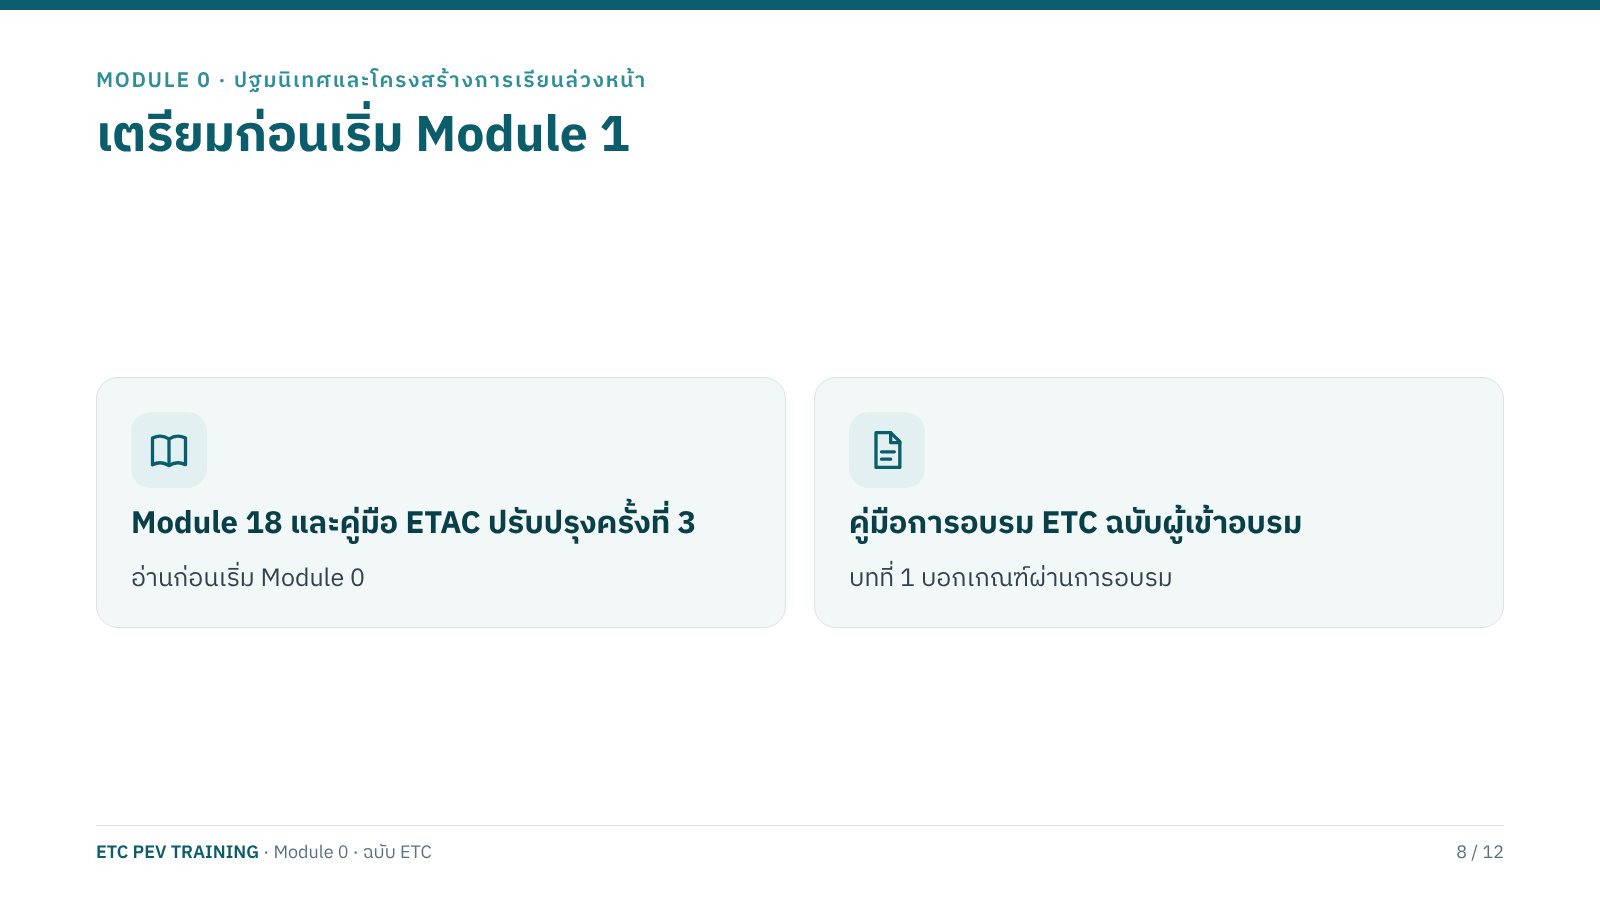 MODULE 0 · ปฐมนิเทศและโครงสร้างการเรียนล่วงหน้า
เตรียมก่อนเริ่ม Module 1
Module 18 และคู่มือ ETAC ปรับปรุงครั้งที่ 3
อ่านก่อนเริ่ม Module 0
คู่มือการอบรม ETC ฉบับผู้เข้าอบรม
บทที่ 1 บอกเกณฑ์ผ่านการอบรม
ETC PEV TRAINING · Module 0 · ฉบับ ETC
8 / 12